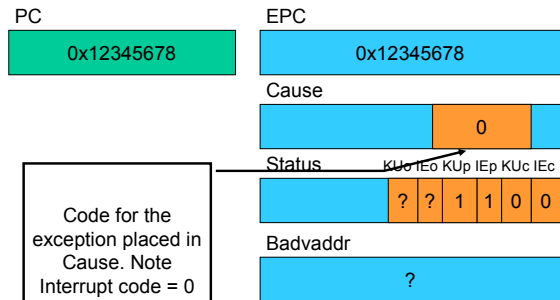 PC
EPC
0x12345678
0x12345678
Cause
0
Status
KUo IEo KUp IEp KUc IEc
? ? 1 1 0 0
Code for the
exception placed in
Cause. Note
Interrupt code = 0
Badvaddr
?